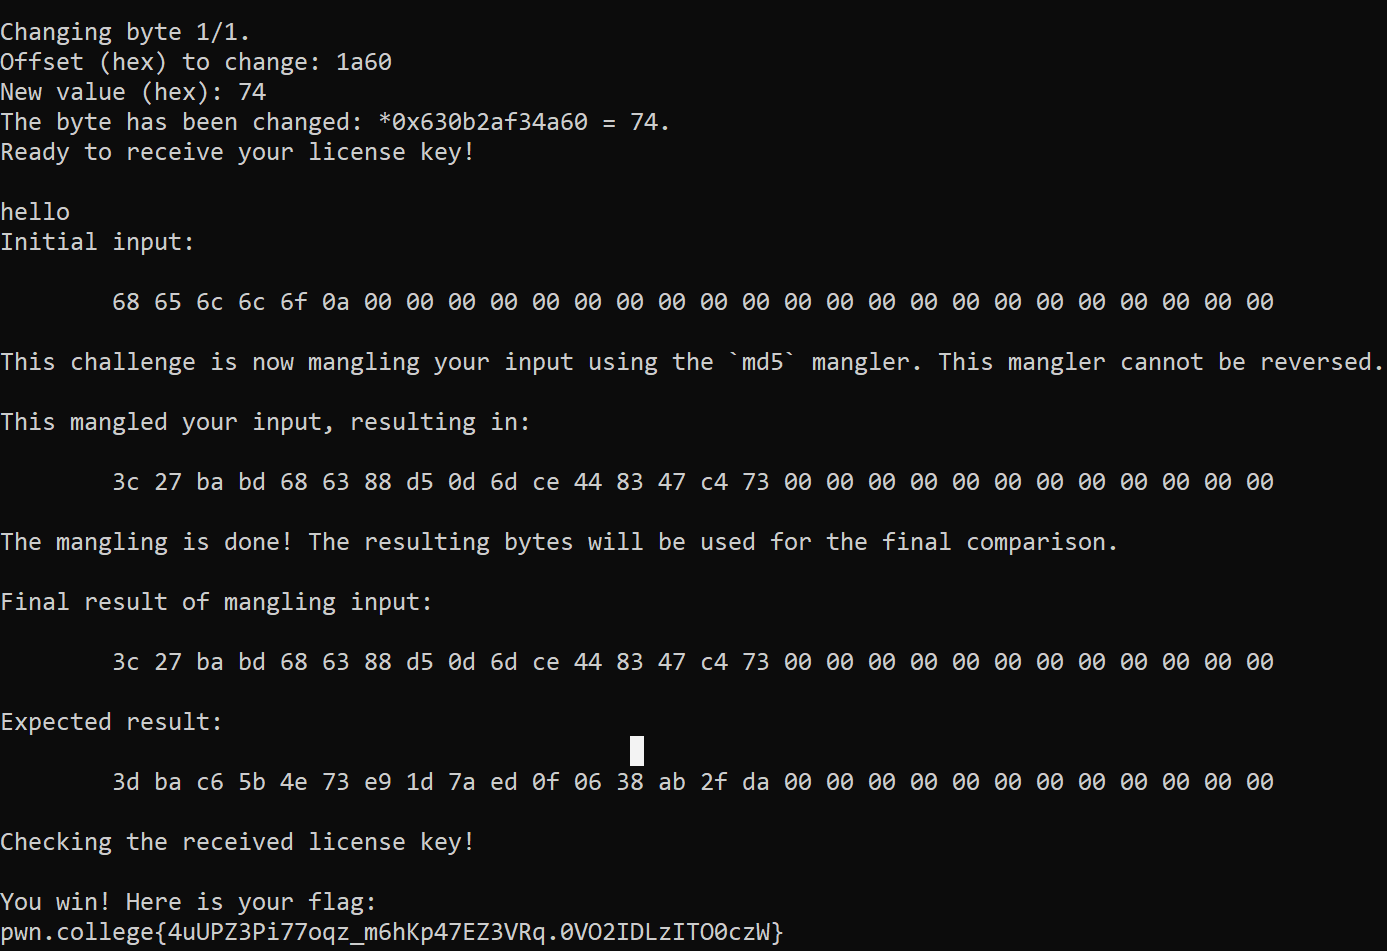 Changing byte 1/1.
Offset (hex) to change: 1a60
New value (hex): 74
The byte has been changed: *0x630b2af34a60 = 74.
Ready to receive your license key!
hello
Initial input:
68 65 6c 6c 6f 0a 00 00 00 00 00 00 00 00 00 00 00 00 00 00 00 00 00 00 00 00 00 00
This challenge is now mangling your input using the `md5` mangler. This mangler cannot be reversed.
This mangled your input, resulting in:
3c 27 ba bd 68 63 88 d5 0d 6d ce 44 83 47 c4 73 00 00 00 00 00 00 00 00 00 00 00 00
The mangling is done! The resulting bytes will be used for the final comparison.
Final result of mangling input:
3c 27 ba bd 68 63 88 d5 0d 6d ce 44 83 47 c4 73 00 00 00 00 00 00 00 00 00 00 00 00
Expected result:
3d ba c6 5b 4e 73 e9 1d 7a ed 0f 06 38 ab 2f da 00 00 00 00 00 00 00 00 00 00 00 00
Checking the received license key!
You win! Here is your flag:
pwn.college{4uUPZ3Pi77oqz_m6hKp47EZ3VRq.0VO2IDLzITO0czW}